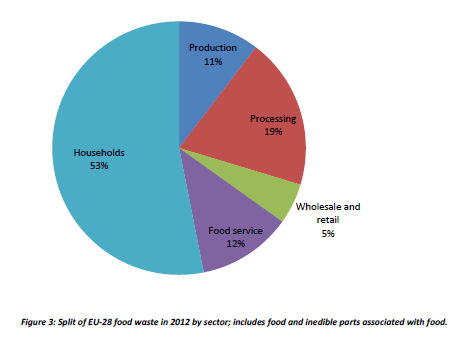 Production
11%
Processing
19%
Households
53%
Wholesale and
retail
5%
Food service
12%
Figure 3: Split of EU-28 food waste in 2012 by sector; includes food and inedible parts associated with food.